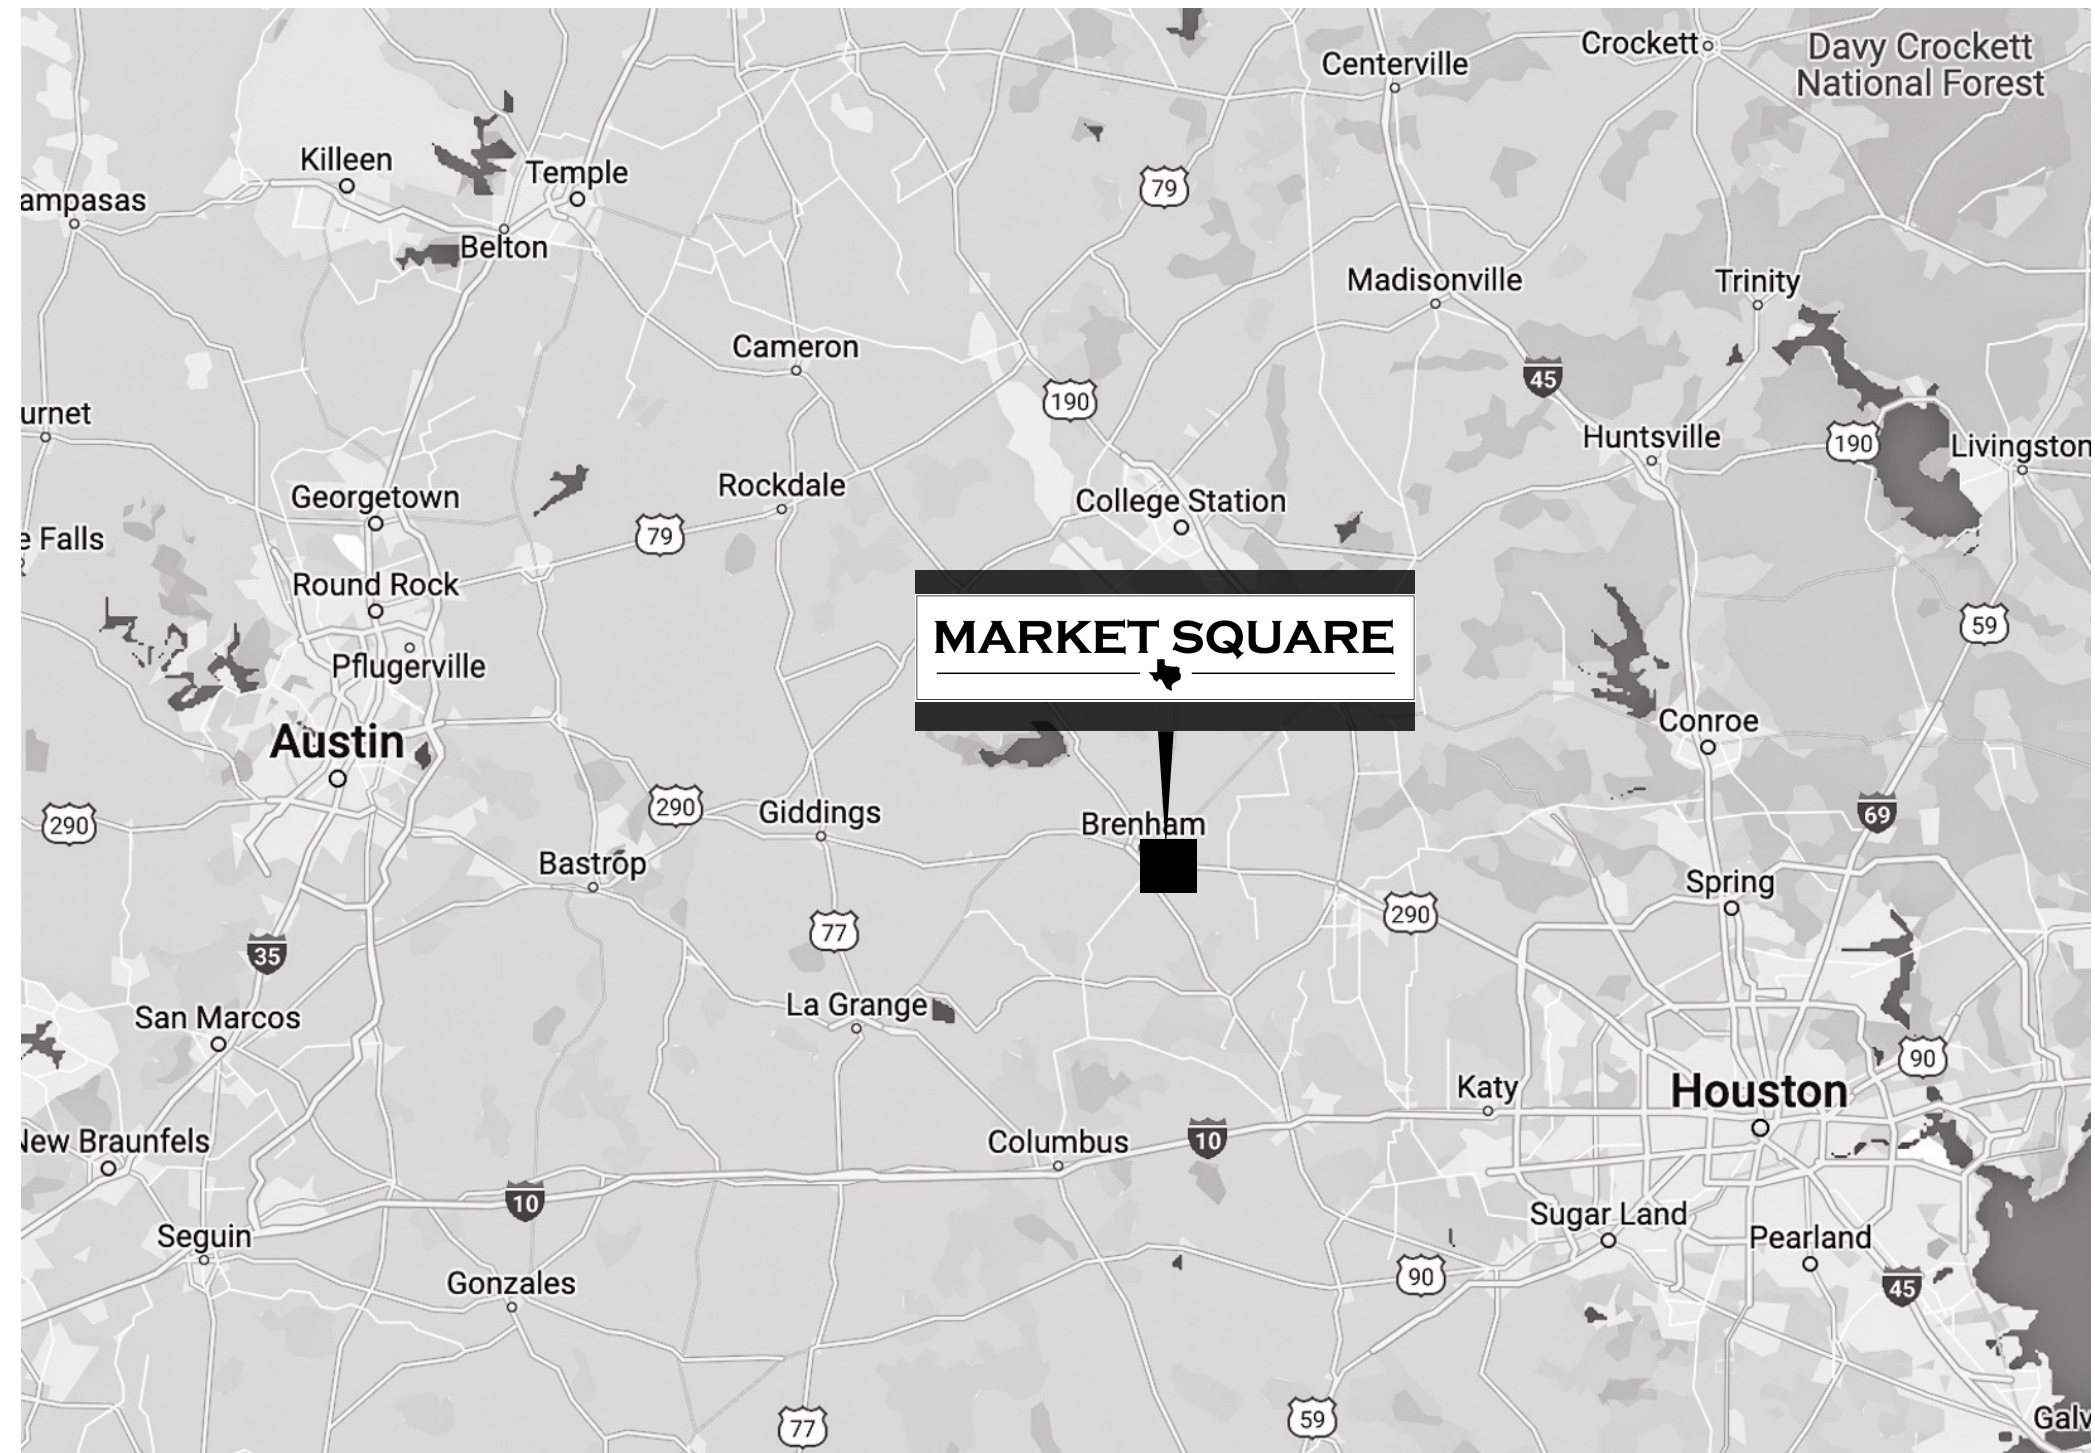 Crockett
Davy Crockett
National Forest
Centerville
Killeen
Temple
79
ampasas
Belton
Madisonville
Trinity
Cameron
45
190
urnet
Huntsville
190
Livingston
Rockdale
Georgetown
College Station
79
e Falls
Round Rock
59
MARKET SQUARE
Pflugerville
Conroe
Austin
290
290
Giddings
69
Brenham
Bastrop
Spring
290
77
35
La Grange
San Marcos
90
Katy
Houston
10
New Braunfels
Columbus
10
Sugar Land
Seguin
Pearland
90
Gonzales
45
59
77
Galv